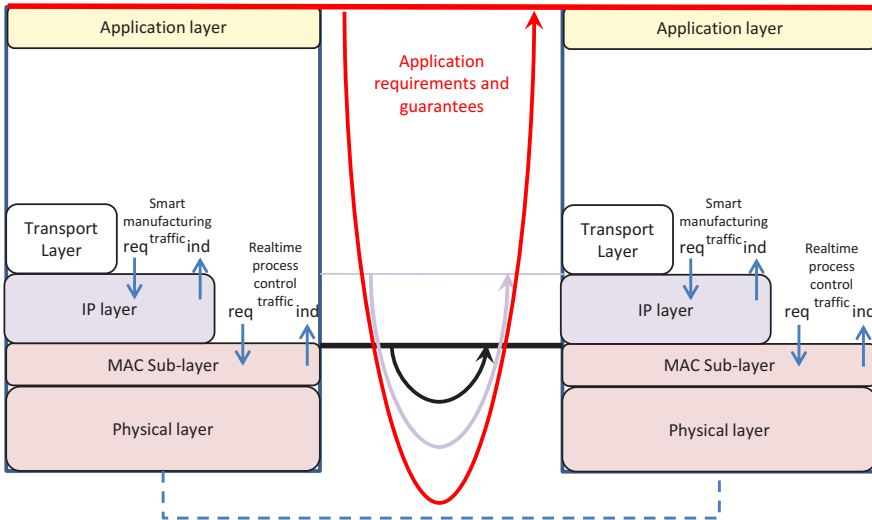 Application layer
Application
requirements and
guarantees
Application layer
Transport
Layer
Smart
manufacturing
traffic
req
ind
Realtime
process
control
traffic
req
ind
IP layer
MAC Sub-layer
Physical layer
Transport
Layer
Smart
manufacturing
traffic
req
ind
Realtime
process
control
traffic
req
ind
IP layer
MAC Sub-layer
Physical layer